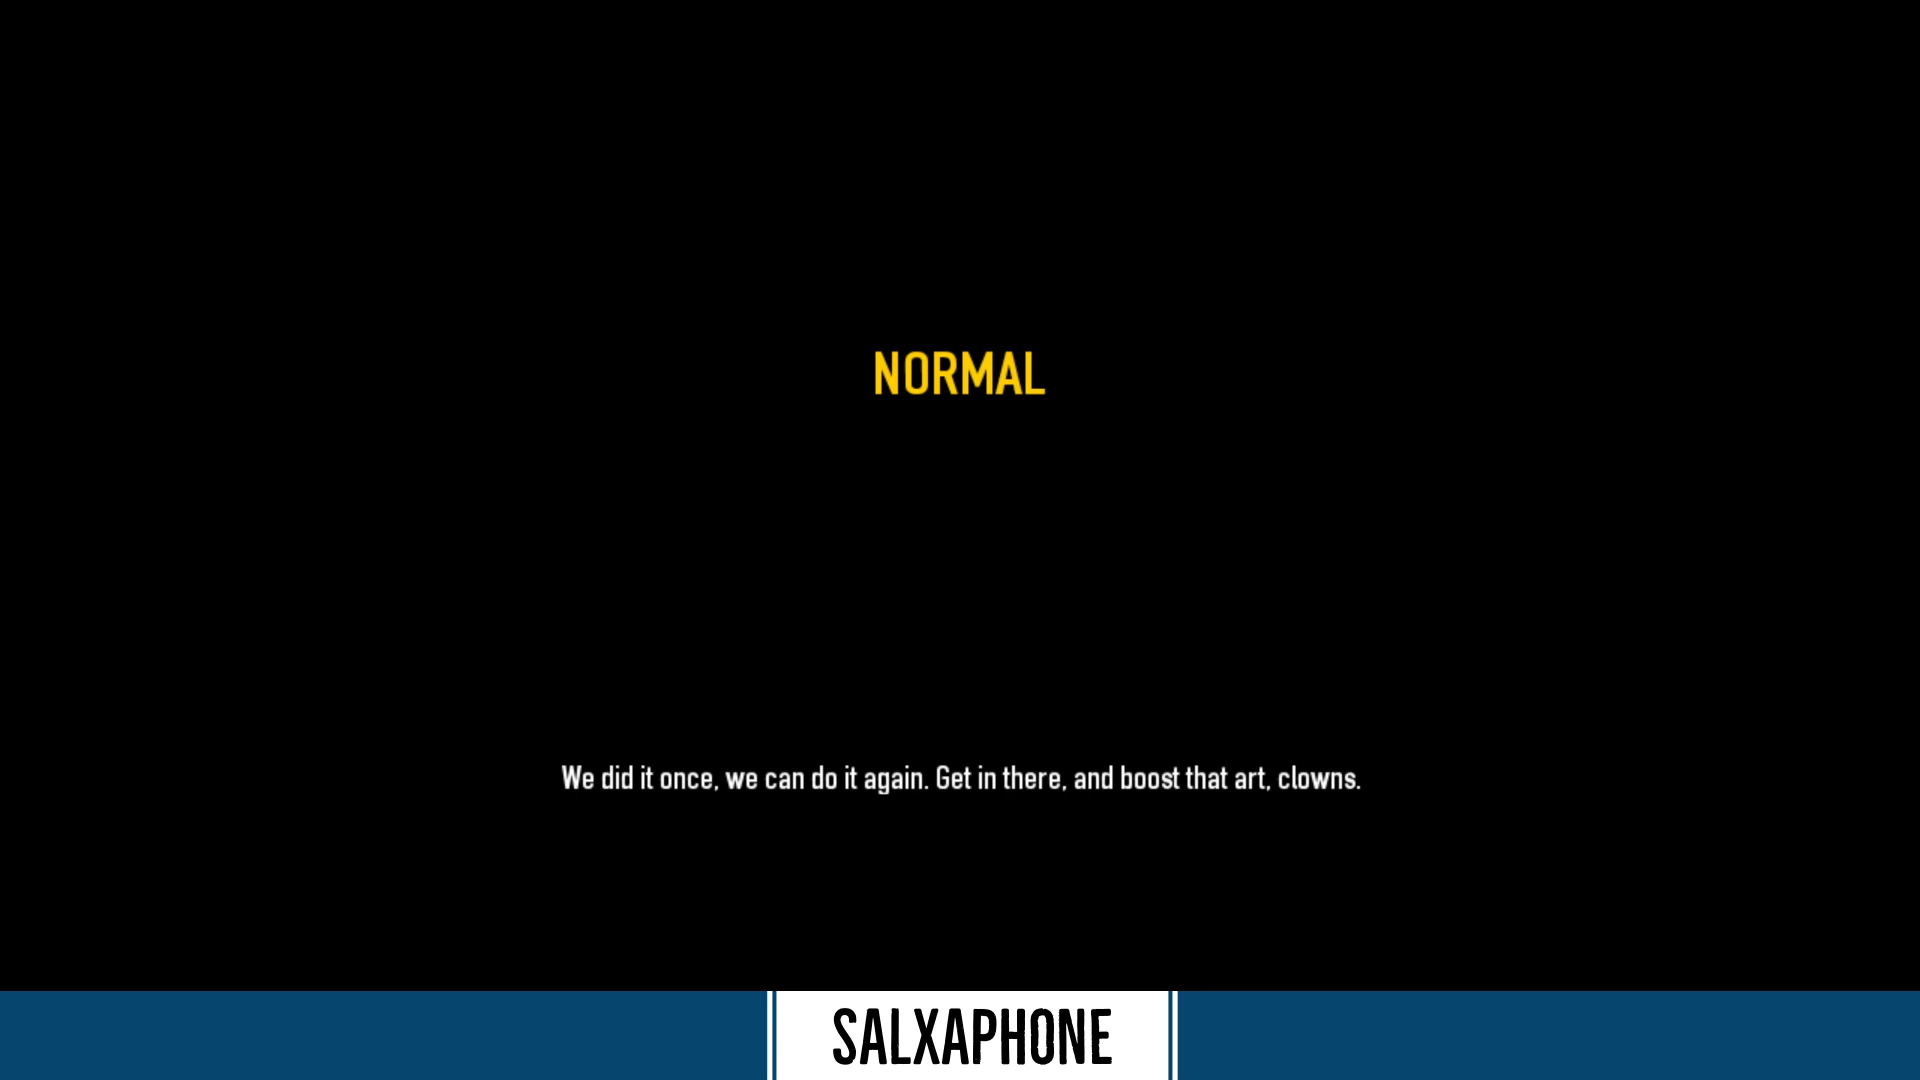 NORMAL
We did it once, we can do it again. Get in there, and boost that art, clowns.
SALXAPHONE